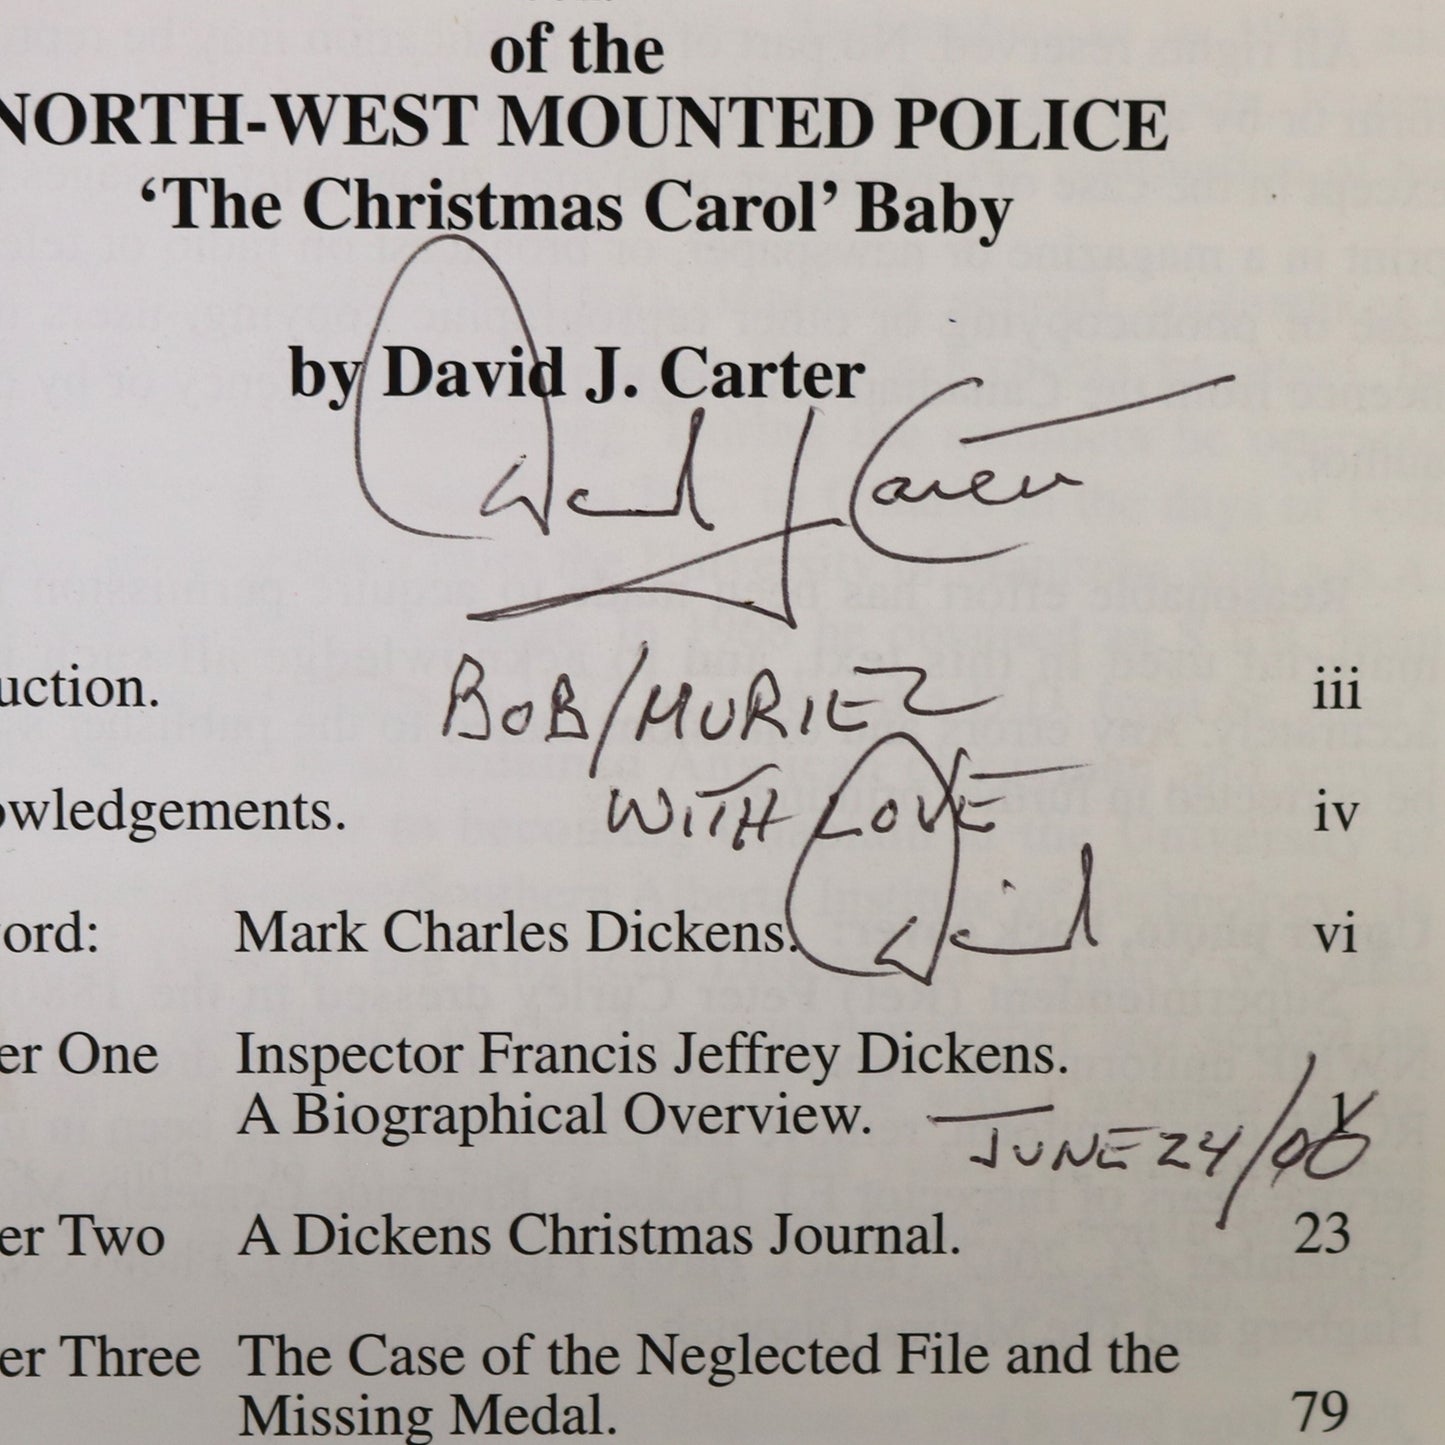 of the
NORTH-WEST MOUNTED POLICE
‘The Christmas Carol’ Baby
by David J. Carter
David J Carter
BOB/MURIEL
uction. iii
WITH LOVE
owledgements. iv
David
ord: Mark Charles Dickens. vi
er One Inspector Francis Jeffrey Dickens.
A Biographical Overview. 1
JUNE 24/08
er Two A Dickens Christmas Journal. 23
er Three The Case of the Neglected File and the
Missing Medal. 79